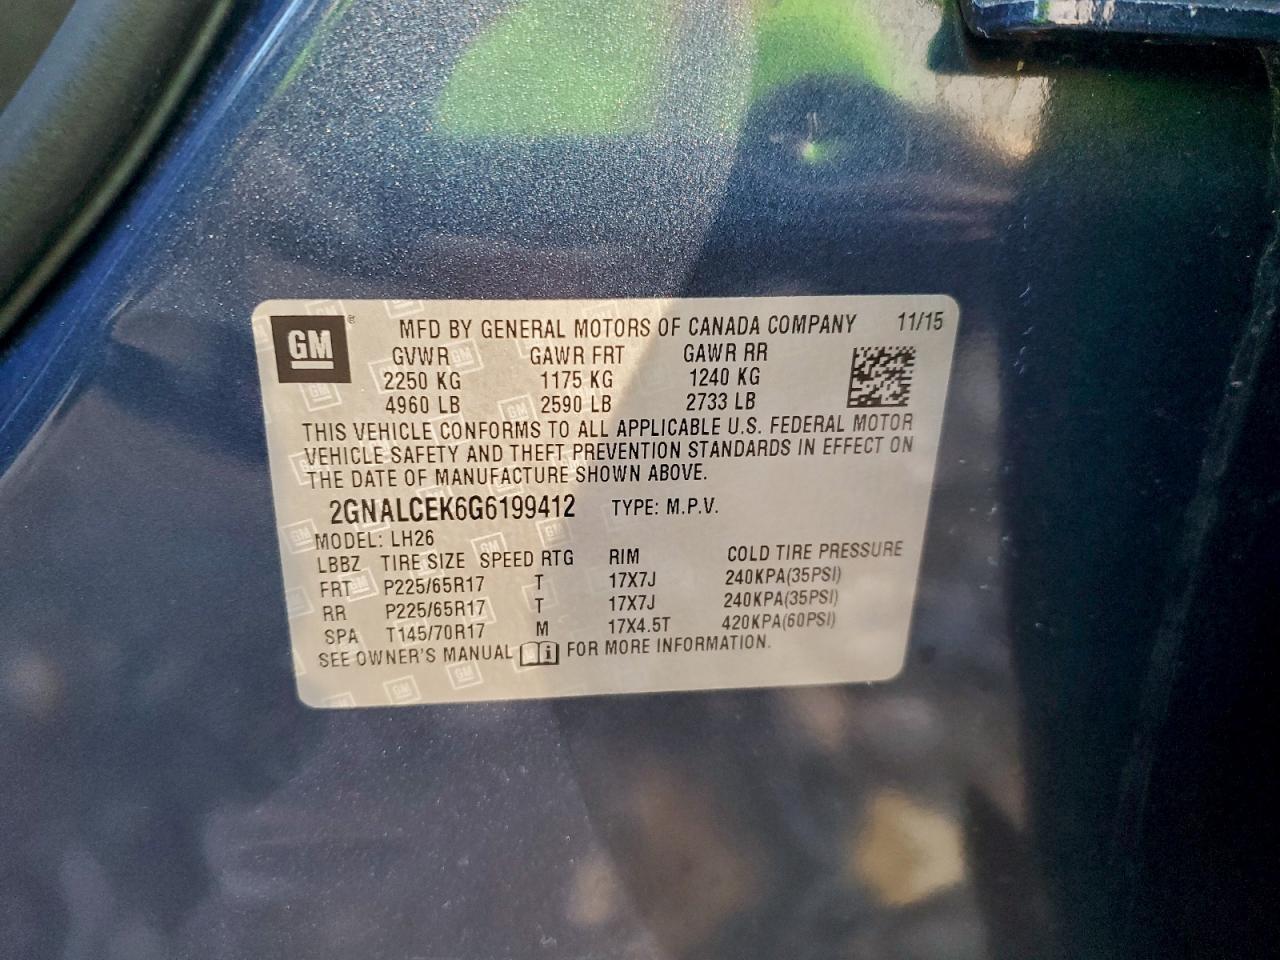 GM ® MFD BY GENERAL MOTORS OF CANADA COMPANY 11/15
GVWR GAWR FRT GAWR RR
2250 KG 1175 KG 1240 KG
4960 LB 2590 LB 2733 LB
THIS VEHICLE CONFORMS TO ALL APPLICABLE U.S. FEDERAL MOTOR
VEHICLE SAFETY AND THEFT PREVENTION STANDARDS IN EFFECT ON
THE DATE OF MANUFACTURE SHOWN ABOVE.
2GNALCEK6G6199412 TYPE: M.P.V.
MODEL: LH26
LBBZ TIRE SIZE SPEED RTG RIM COLD TIRE PRESSURE
FRT P225/65R17 T 17X7J 240KPA(35PSI)
RR P225/65R17 T 17X7J 240KPA(35PSI)
SPA T145/70R17 M 17X4.5T 420KPA(60PSI)
SEE OWNER'S MANUAL i FOR MORE INFORMATION.